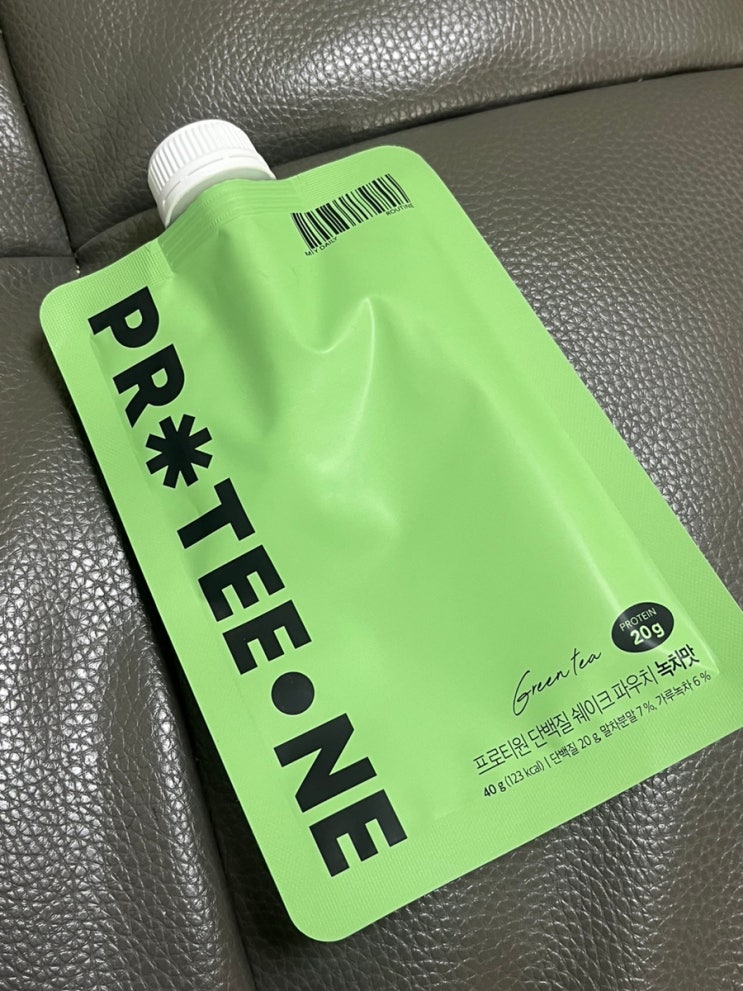 MY DAILY ROUTINE
PR*TEE•NE
PROTEIN
20g
Green tea
프로티원 단백질 쉐이크 파우치 녹차맛
40 g (123 kcal) | 단백질 20 g, 말차분말 7 %, 가루녹차 6 %